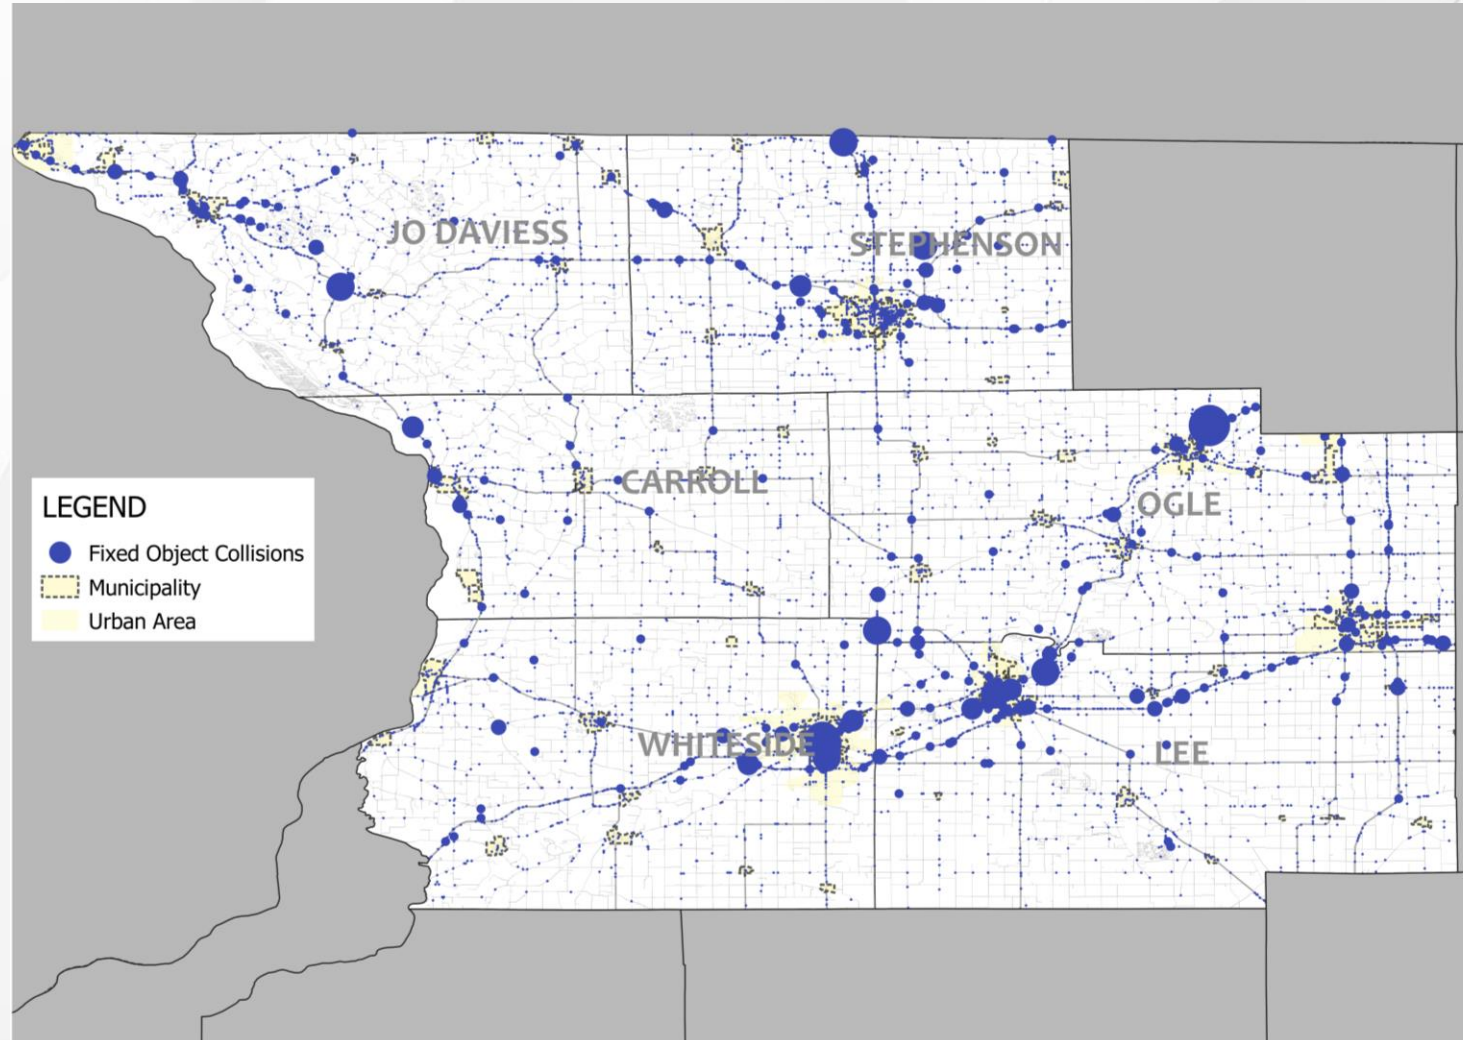 JO DAVIESS
STEPHENSON
CARROLL
OGLE
LEGEND
Fixed Object Collisions
Municipality
Urban Area
WHITESIDE
LEE